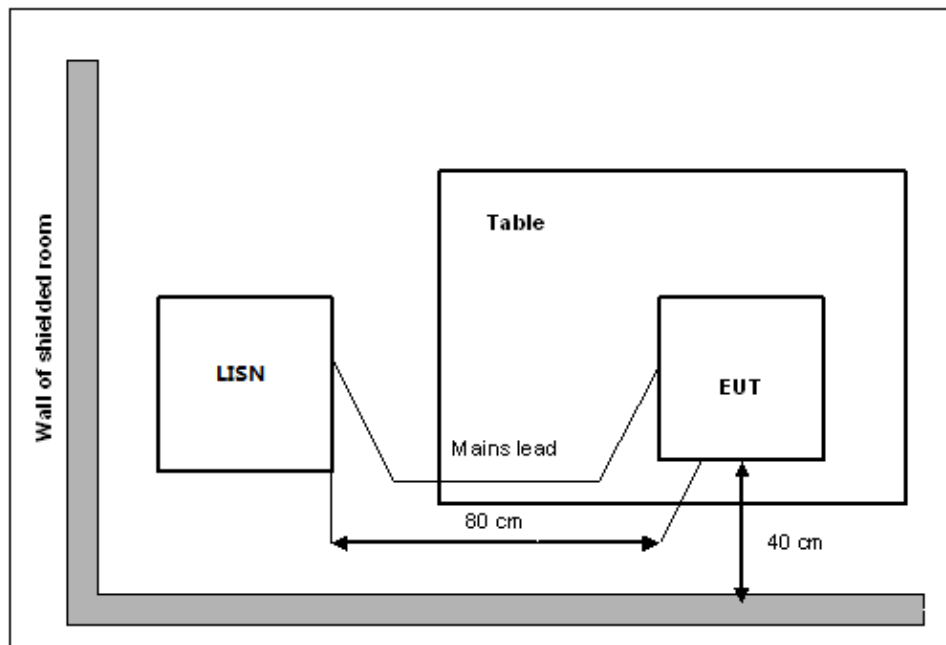 Wall of shielded room
Table
LISN
EUT
Mains lead
80 cm
40 cm